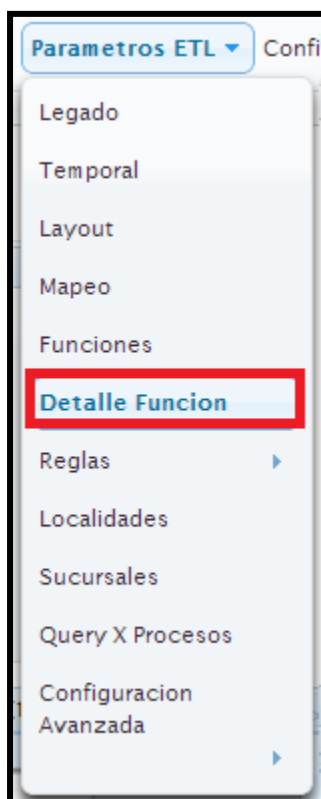 Parametros ETL Confi
Legado
Temporal
Layout
Mapeo
Funciones
Detalle Funcion
Reglas
Localidades
Sucursales
Query X Procesos
Configuracion
Avanzada